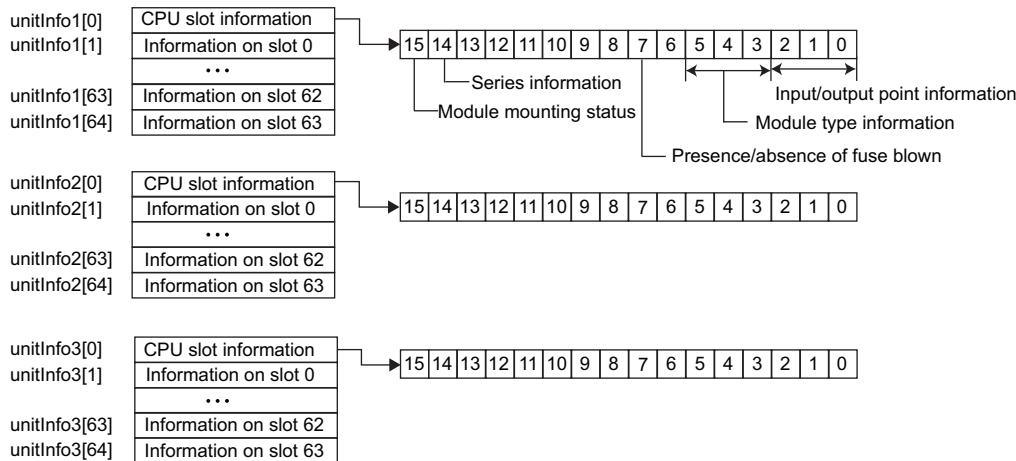 unitInfo1[0] CPU slot information
unitInfo1[1] Information on slot 0
...
unitInfo1[63] Information on slot 62
unitInfo1[64] Information on slot 63
15 14 13 12 11 10 9 8 7 6 5 4 3 2 1 0
Series information
Module mounting status
Input/output point information
Module type information
Presence/absence of fuse blown
unitInfo2[0] CPU slot information
unitInfo2[1] Information on slot 0
...
unitInfo2[63] Information on slot 62
unitInfo2[64] Information on slot 63
15 14 13 12 11 10 9 8 7 6 5 4 3 2 1 0
unitInfo3[0] CPU slot information
unitInfo3[1] Information on slot 0
...
unitInfo3[63] Information on slot 62
unitInfo3[64] Information on slot 63
15 14 13 12 11 10 9 8 7 6 5 4 3 2 1 0